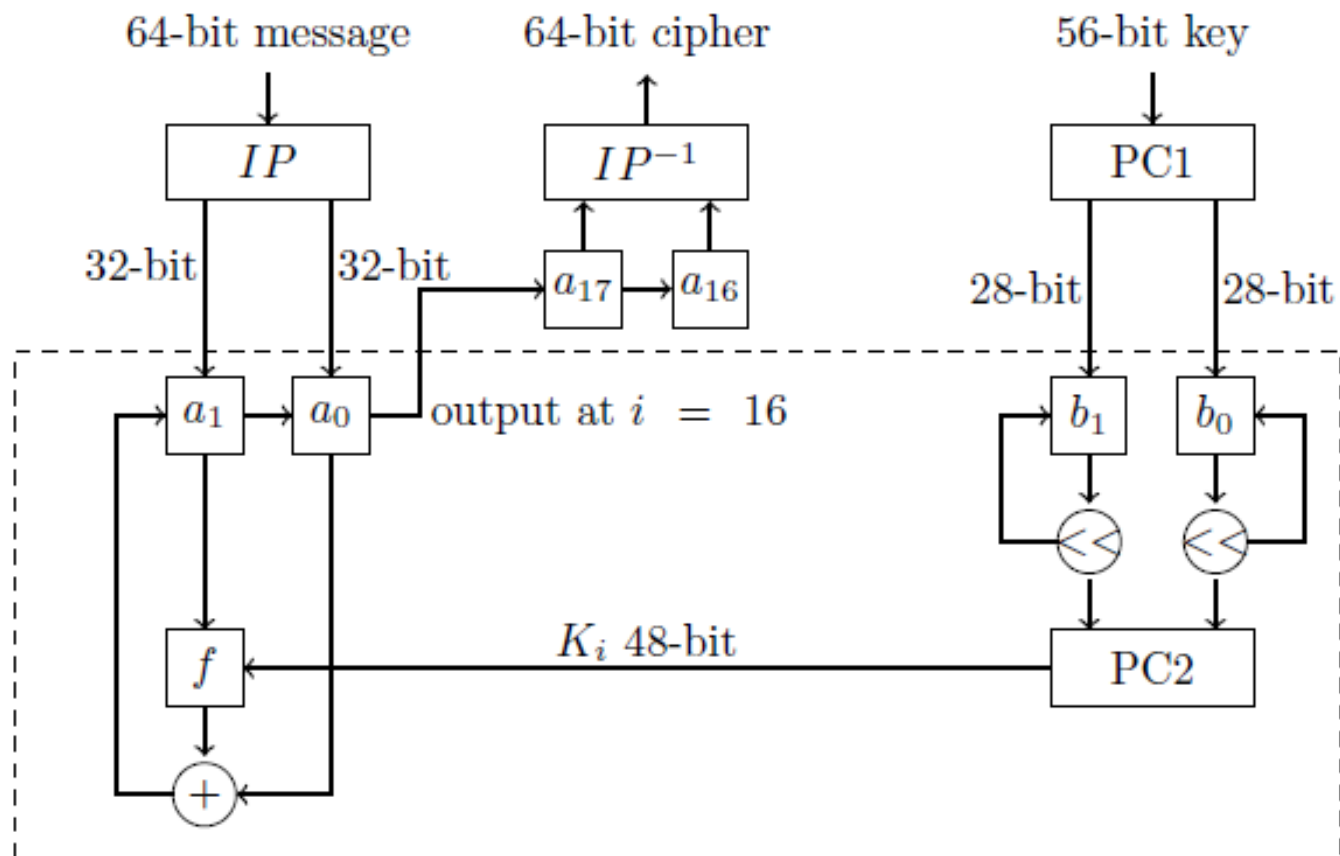 64-bit message 64-bit cipher 56-bit key
IP IP⁻¹ PC1
32-bit 32-bit a₁₇ a₁₆ 28-bit 28-bit
a₁ a₀ output at i = 16 b₁ b₀
<< <<
f Kᵢ 48-bit PC2
+